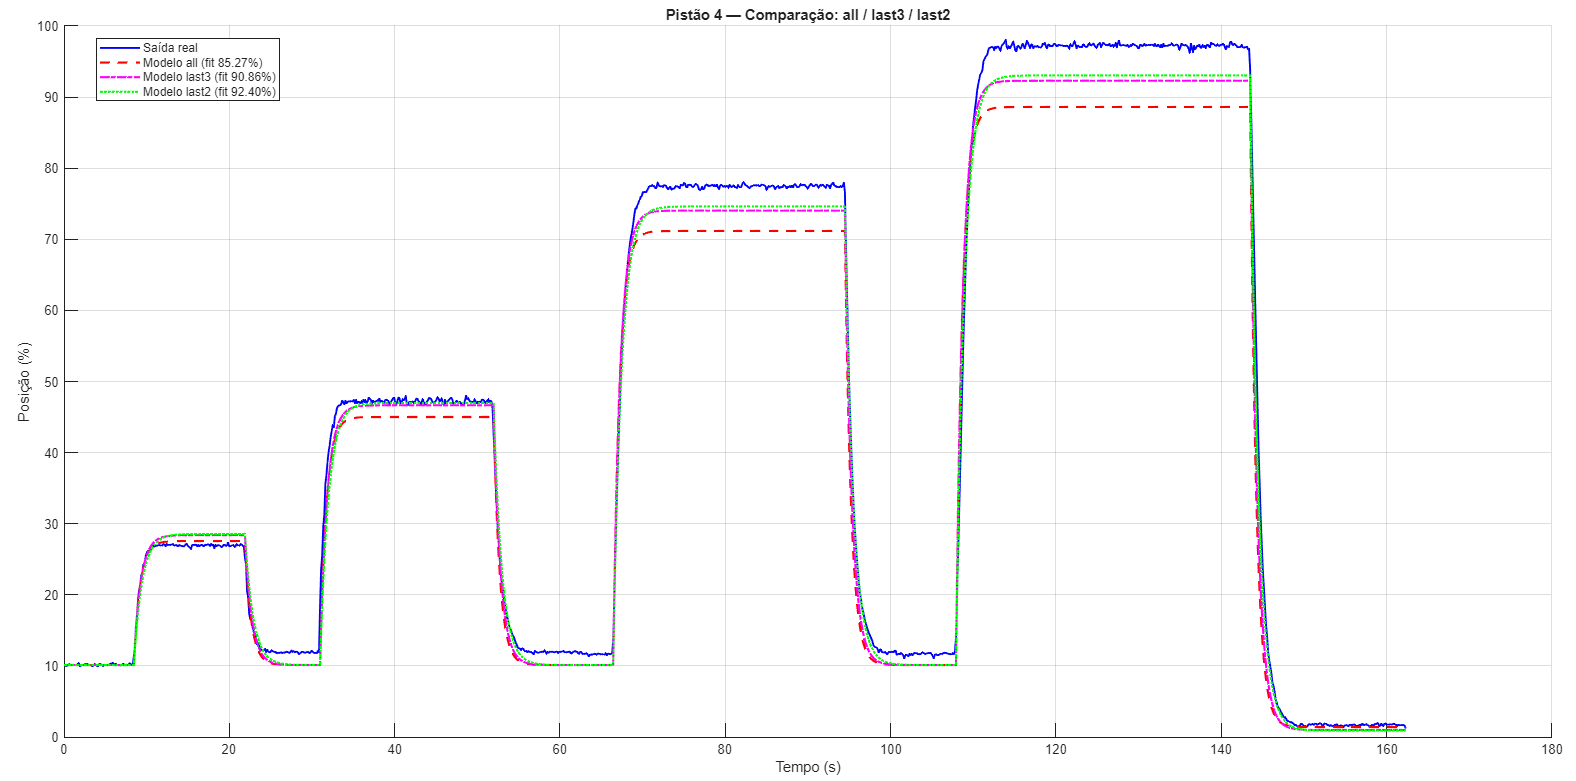 Pistão 4 — Comparação: all / last3 / last2
Saída real
Modelo all (fit 85.27%)
Modelo last3 (fit 90.86%)
Modelo last2 (fit 92.40%)
Posição (%)
100
90
80
70
60
50
40
30
20
10
0
0 20 40 60 80 100 120 140 160 180
Tempo (s)